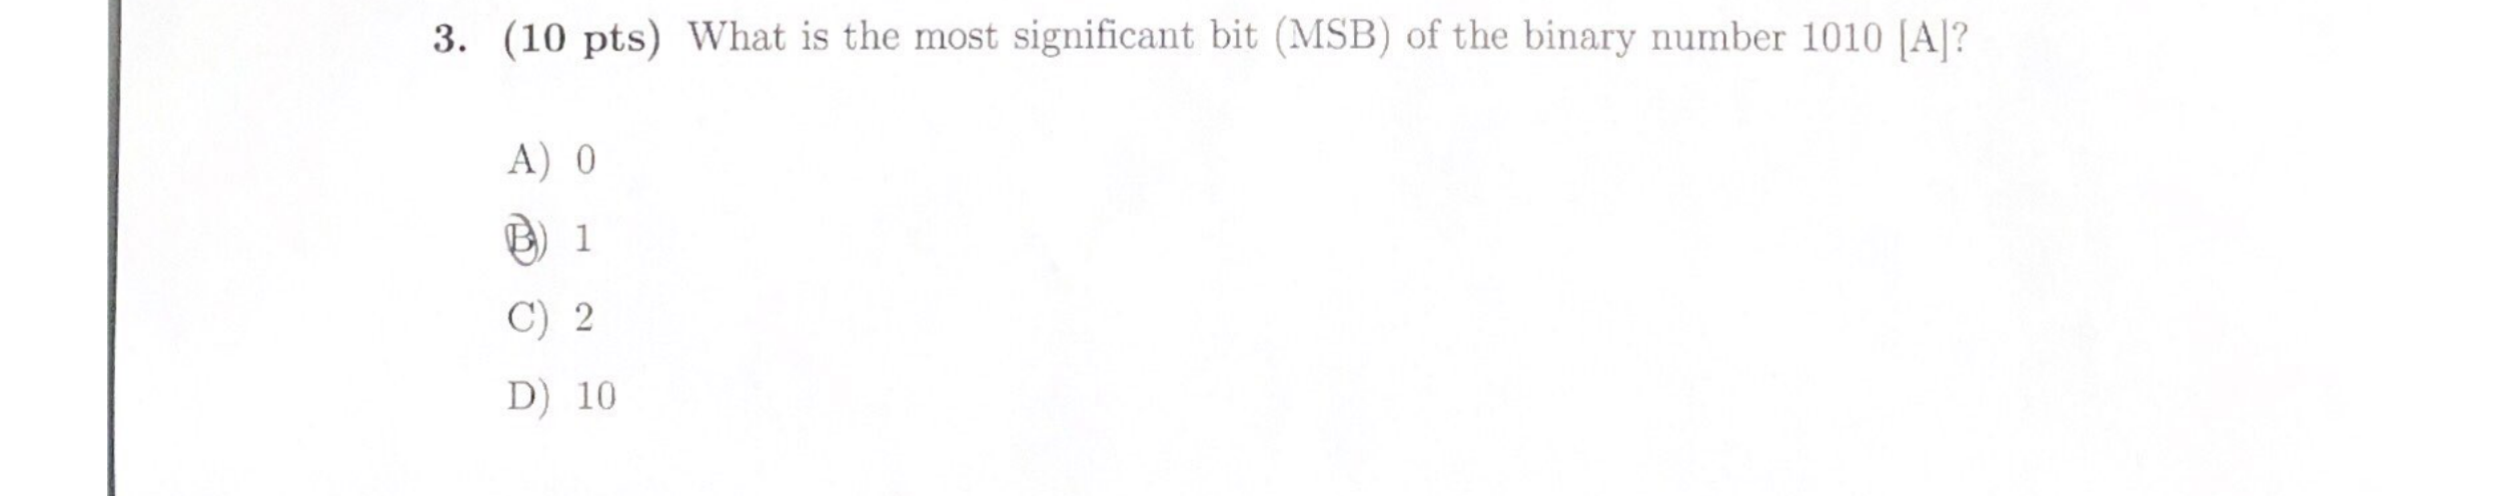 3. (10 pts) What is the most significant bit (MSB) of the binary number 1010 [A]?
A) 0
B) 1
C) 2
D) 10